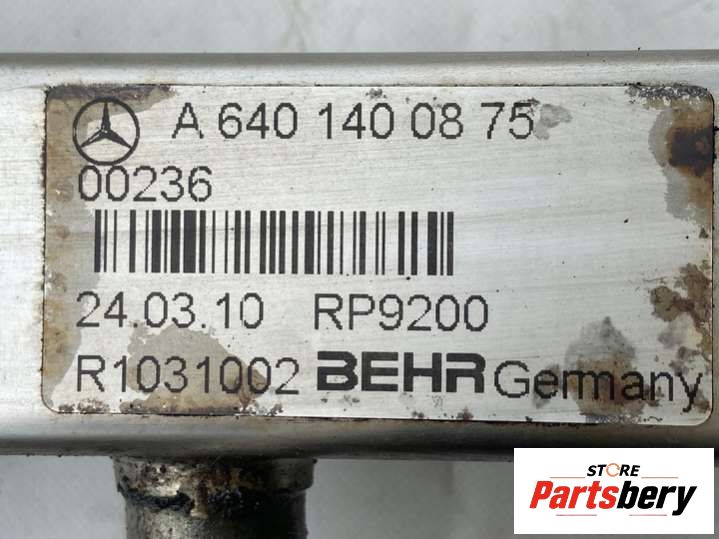 A 640 140 08 75
00236
24.03.10 RP9200
R1031002 BEHR Germany
STORE
Partsbery